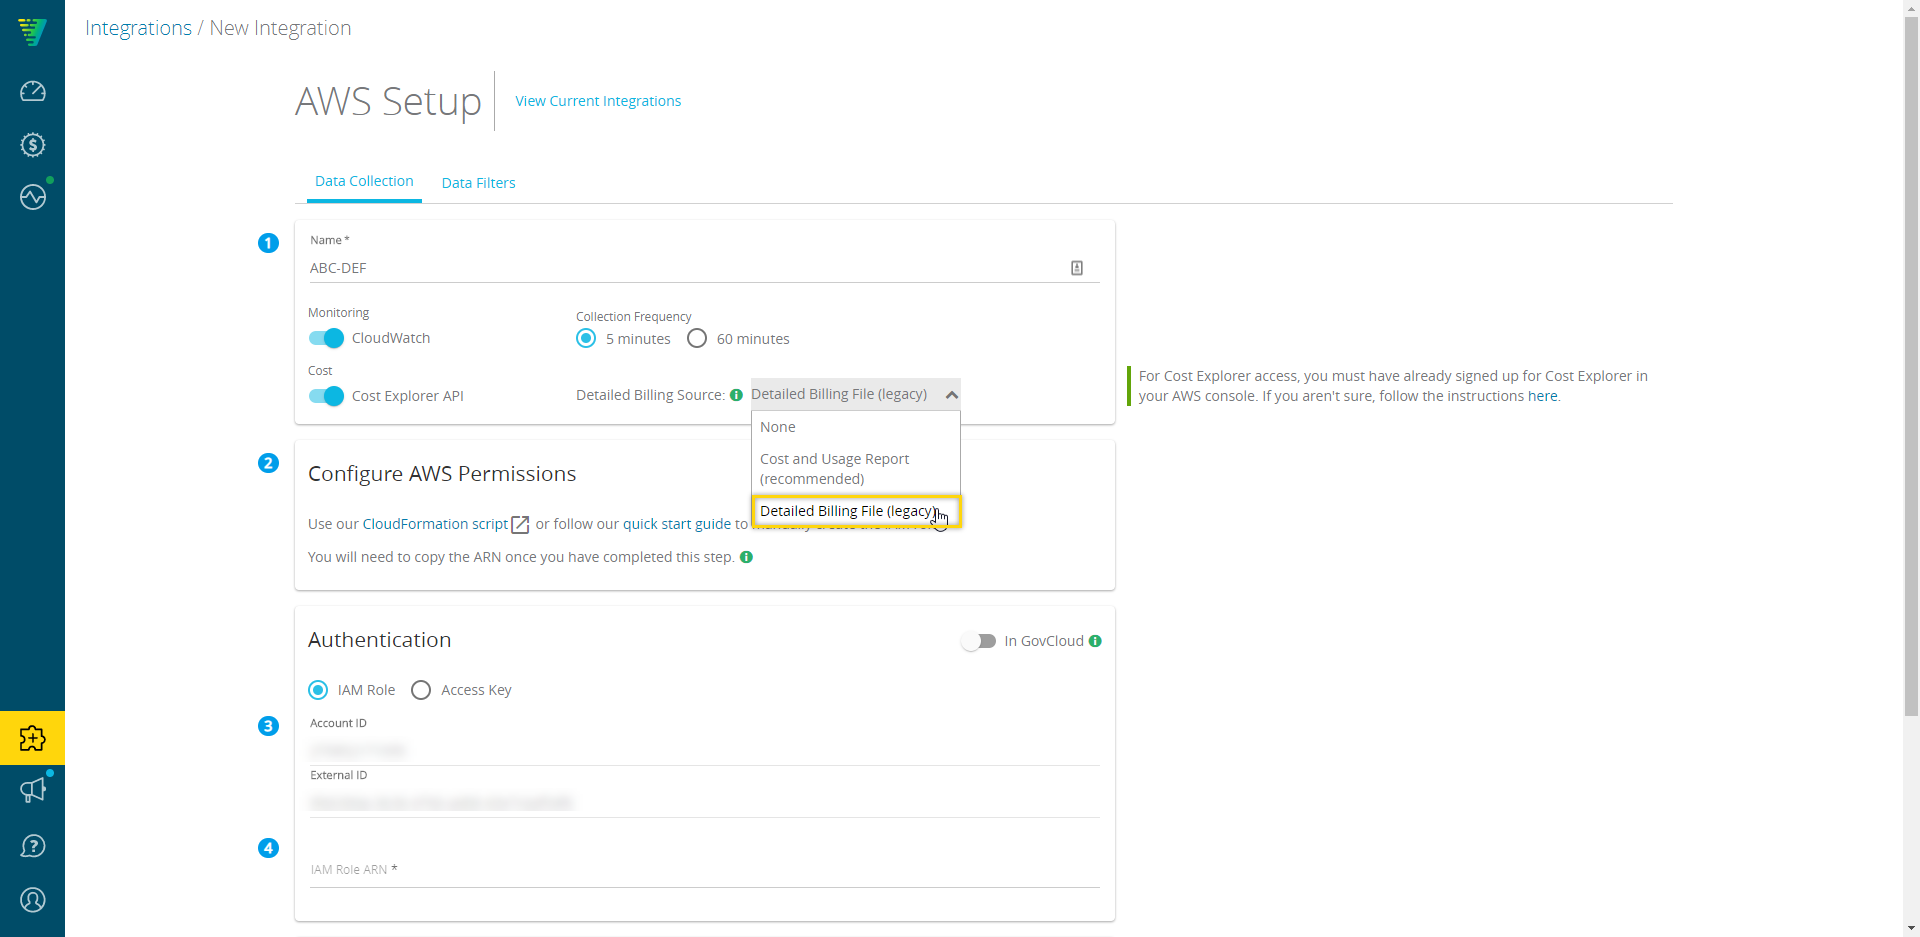 Integrations / New Integration
AWS Setup
View Current Integrations
Data Collection
Data Filters
1
Name *
ABC-DEF
Monitoring
CloudWatch
Collection Frequency
5 minutes
60 minutes
Cost
Cost Explorer API
Detailed Billing Source:
Detailed Billing File (legacy)
None
Cost and Usage Report
(recommended)
Detailed Billing File (legacy)
For Cost Explorer access, you must have already signed up for Cost Explorer in
your AWS console. If you aren't sure, follow the instructions here.
2
Configure AWS Permissions
Use our CloudFormation script or follow our quick start guide to
You will need to copy the ARN once you have completed this step.
Authentication
In GovCloud
IAM Role
Access Key
3
Account ID
External ID
4
IAM Role ARN *